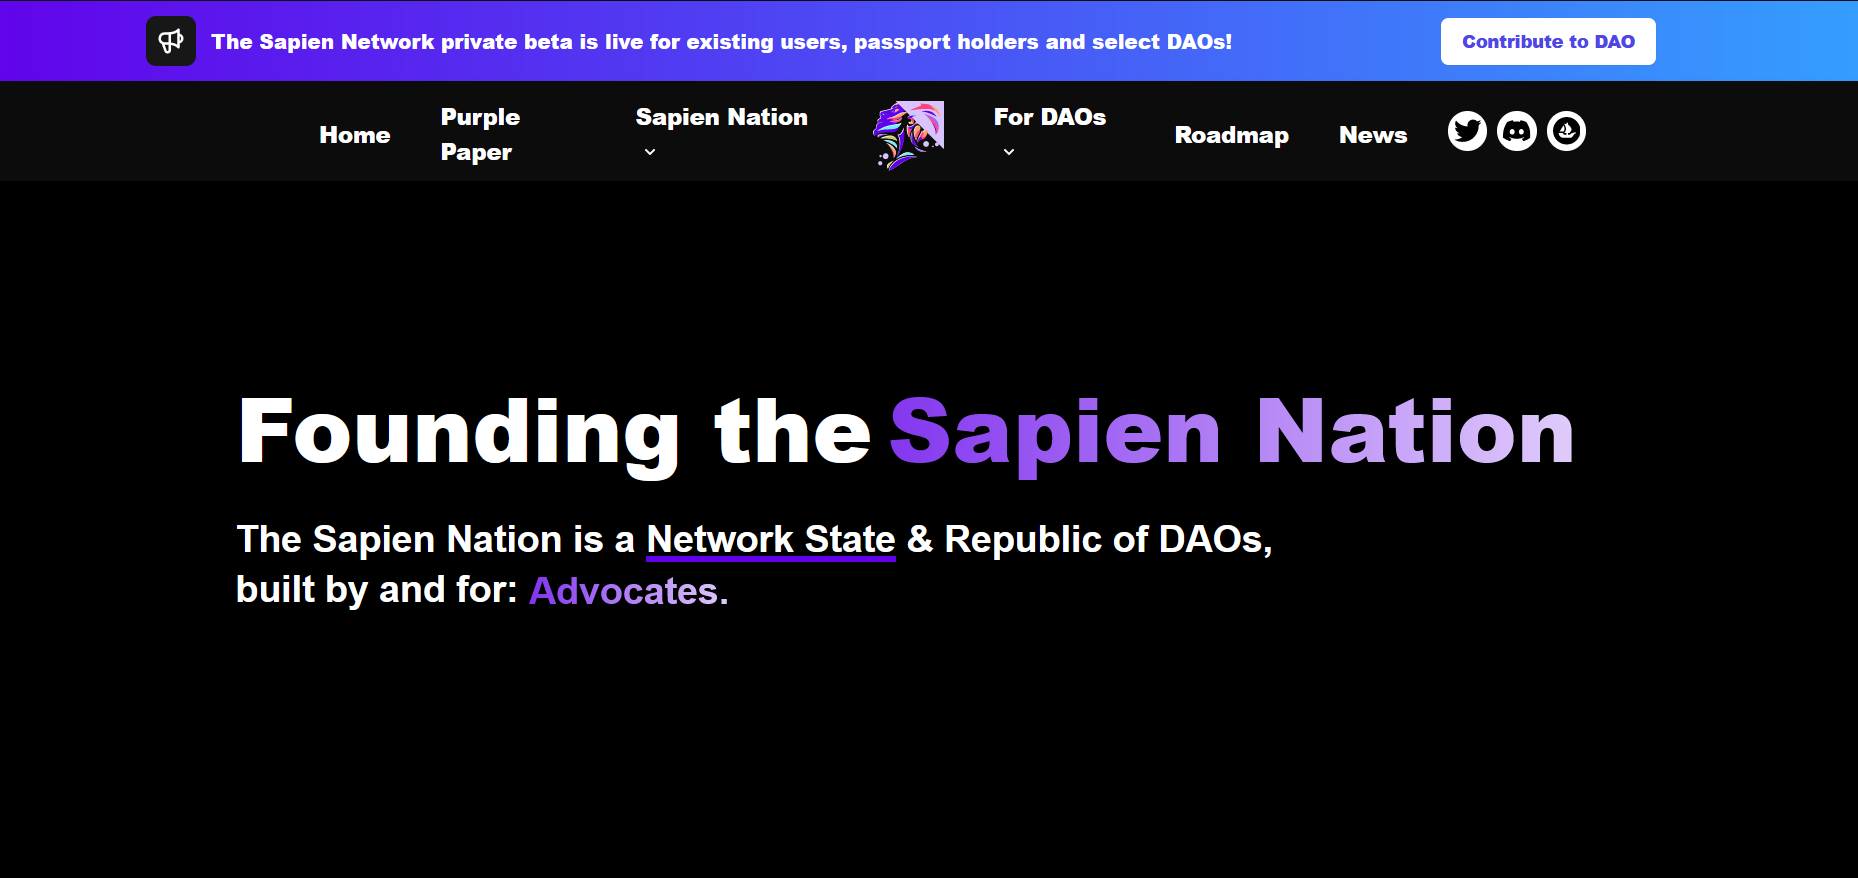 The Sapien Network private beta is live for existing users, passport holders and select DAOs!
Contribute to DAO
Home
Purple
Paper
Sapien Nation
For DAOs
Roadmap
News
Founding the Sapien Nation
The Sapien Nation is a Network State & Republic of DAOs,
built by and for: Advocates.